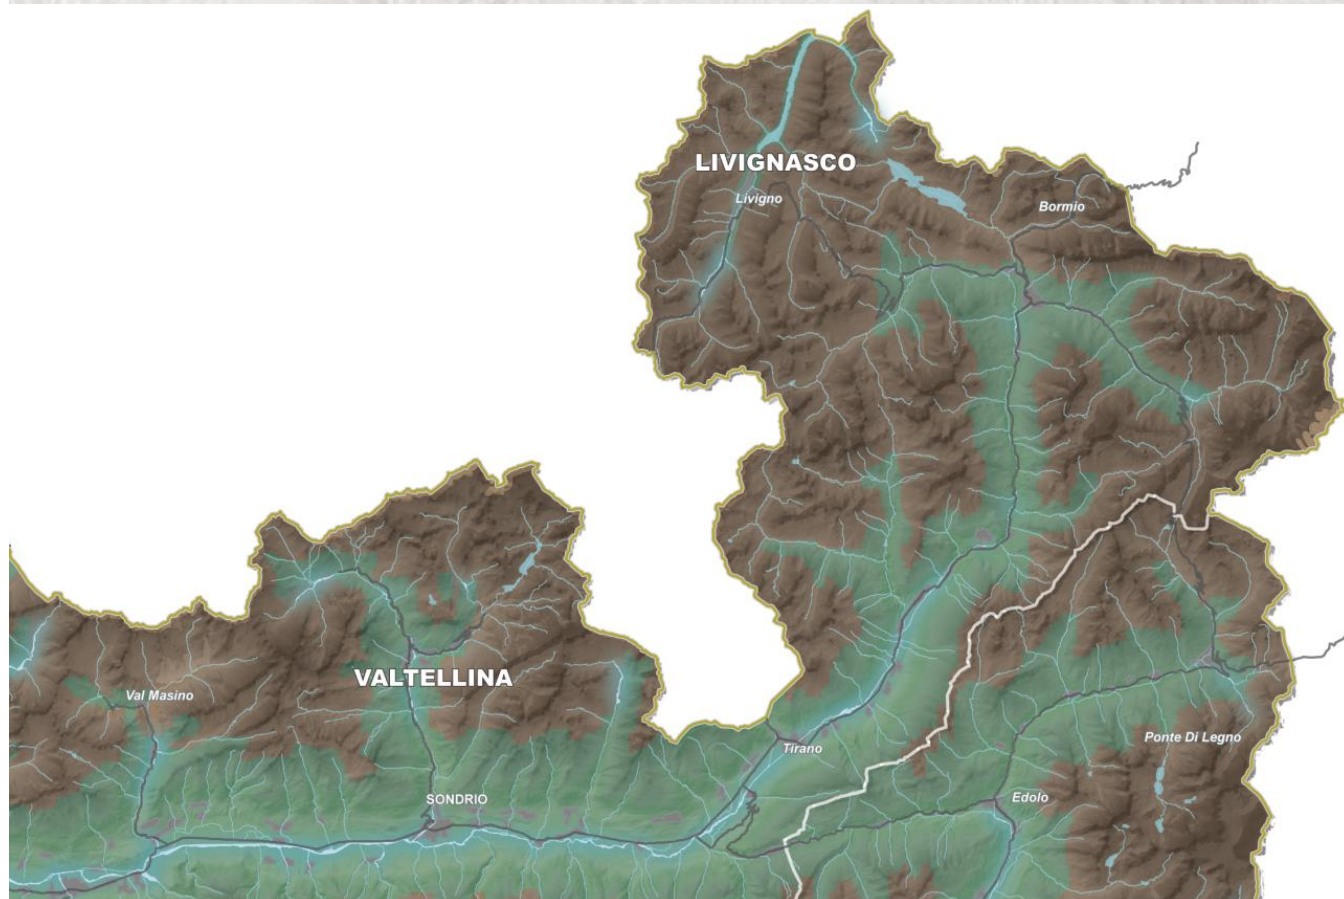 LIVIGNASCO
Livigno
Bormio
VALTELLINA
Val Masino
Tirano
Ponte Di Legno
SONDRIO
Edolo